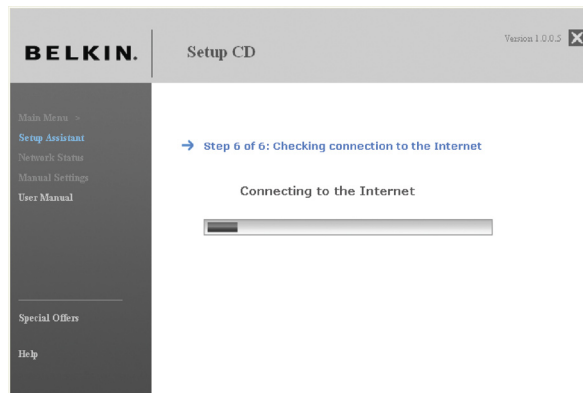 BELKIN.
Setup CD
Version 1.0.0.5
Main Menu >
Setup Assistant
Network Status
Manual Settings
User Manual
Special Offers
Help
Step 6 of 6: Checking connection to the Internet
Connecting to the Internet